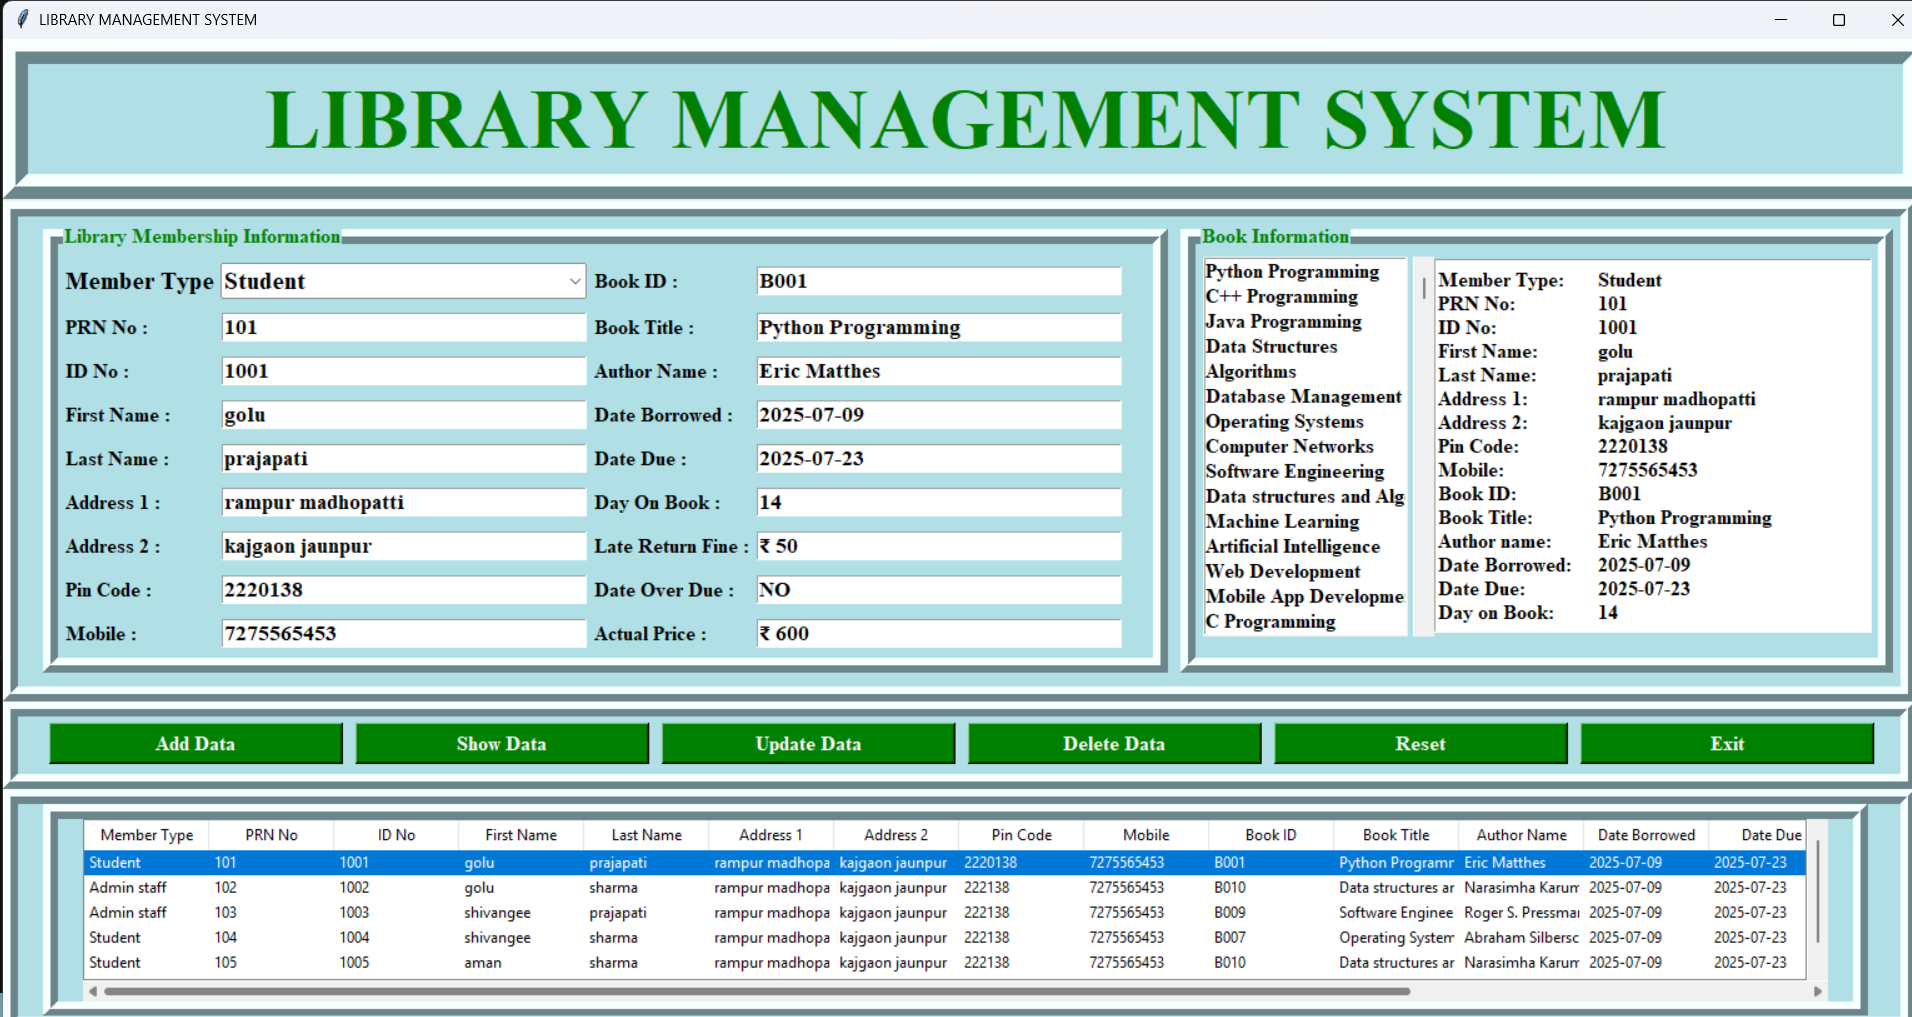 LIBRARY MANAGEMENT SYSTEM
LIBRARY MANAGEMENT SYSTEM
Library Membership Information
Member Type Student Book ID : B001
PRN No : 101 Book Title : Python Programming
ID No : 1001 Author Name : Eric Matthes
First Name : golu Date Borrowed : 2025-07-09
Last Name : prajapati Date Due : 2025-07-23
Address 1 : rampur madhopatti Day On Book : 14
Address 2 : kajgaon jaunpur Late Return Fine : ₹ 50
Pin Code : 2220138 Date Over Due : NO
Mobile : 7275565453 Actual Price : ₹ 600
Book Information
Python Programming
C++ Programming
Java Programming
Data Structures
Algorithms
Database Management
Operating Systems
Computer Networks
Software Engineering
Data structures and Alg
Machine Learning
Artificial Intelligence
Web Development
Mobile App Developme
C Programming
Member Type: Student
PRN No: 101
ID No: 1001
First Name: golu
Last Name: prajapati
Address 1: rampur madhopatti
Address 2: kajgaon jaunpur
Pin Code: 2220138
Mobile: 7275565453
Book ID: B001
Book Title: Python Programming
Author name: Eric Matthes
Date Borrowed: 2025-07-09
Date Due: 2025-07-23
Day on Book: 14
Add Data Show Data Update Data Delete Data Reset Exit
Member Type PRN No ID No First Name Last Name Address 1 Address 2 Pin Code Mobile Book ID Book Title Author Name Date Borrowed Date Due
Student 101 1001 golu prajapati rampur madhopa kajgaon jaunpur 2220138 7275565453 B001 Python Programr Eric Matthes 2025-07-09 2025-07-23
Admin staff 102 1002 golu sharma rampur madhopa kajgaon jaunpur 222138 7275565453 B010 Data structures ar Narasimha Karum 2025-07-09 2025-07-23
Admin staff 103 1003 shivangee prajapati rampur madhopa kajgaon jaunpur 222138 7275565453 B009 Software Enginee Roger S. Pressmai 2025-07-09 2025-07-23
Student 104 1004 shivangee sharma rampur madhopa kajgaon jaunpur 222138 7275565453 B007 Operating System Abraham Silbersc 2025-07-09 2025-07-23
Student 105 1005 aman sharma rampur madhopa kajgaon jaunpur 222138 7275565453 B010 Data structures ar Narasimha Karum 2025-07-09 2025-07-23